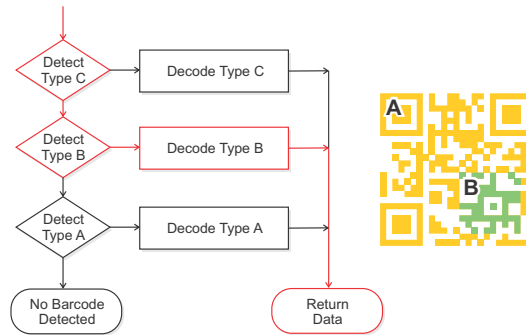 Detect
Type C
Decode Type C
Detect
Type B
Decode Type B
Detect
Type A
Decode Type A
No Barcode
Detected
Return
Data
A
B